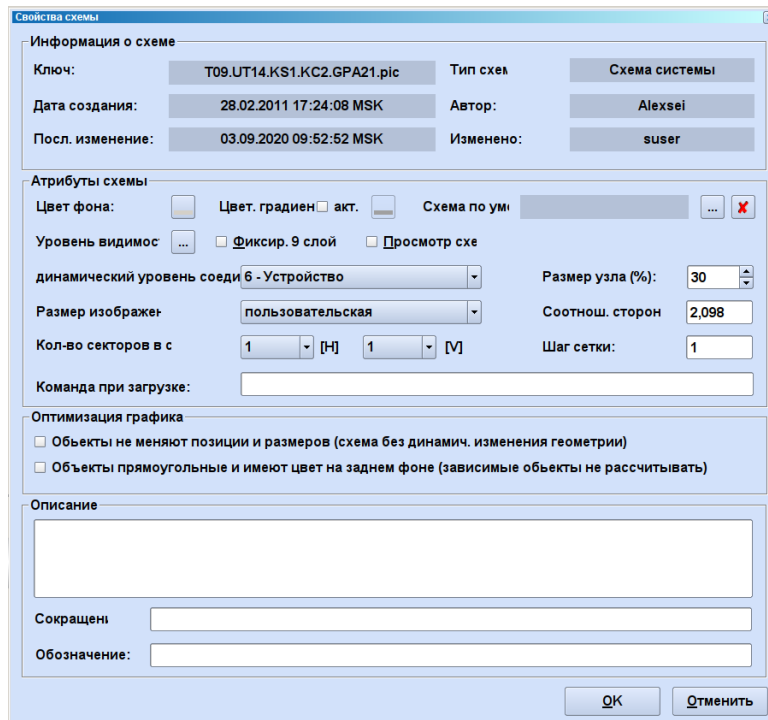 Свойства схемы
Информация о схеме
Ключ: T09.UT14.KS1.KC2.GPA21.pic Тип схем Схема системы
Дата создания: 28.02.2011 17:24:08 MSK Автор: Alexsei
Посл. изменение: 03.09.2020 09:52:52 MSK Изменено: suser
Атрибуты схемы
Цвет фона: Цвет. градиен акт. Схема по уме ... ✘
Уровень видимос ... Фиксир. 9 слой Просмотр схе
динамический уровень соеди 6 - Устройство Размер узла (%): 30
Размер изображен пользовательская Соотнош. сторон 2,098
Кол-во секторов в с 1 [H] 1 [V] Шаг сетки: 1
Команда при загрузке:
Оптимизация графика
Обьекты не меняют позиции и размеров (схема без динамич. изменения геометрии)
Объекты прямоугольные и имеют цвет на заднем фоне (зависимые обьекты не рассчитывать)
Описание
Сокращени
Обозначение:
OK Отменить